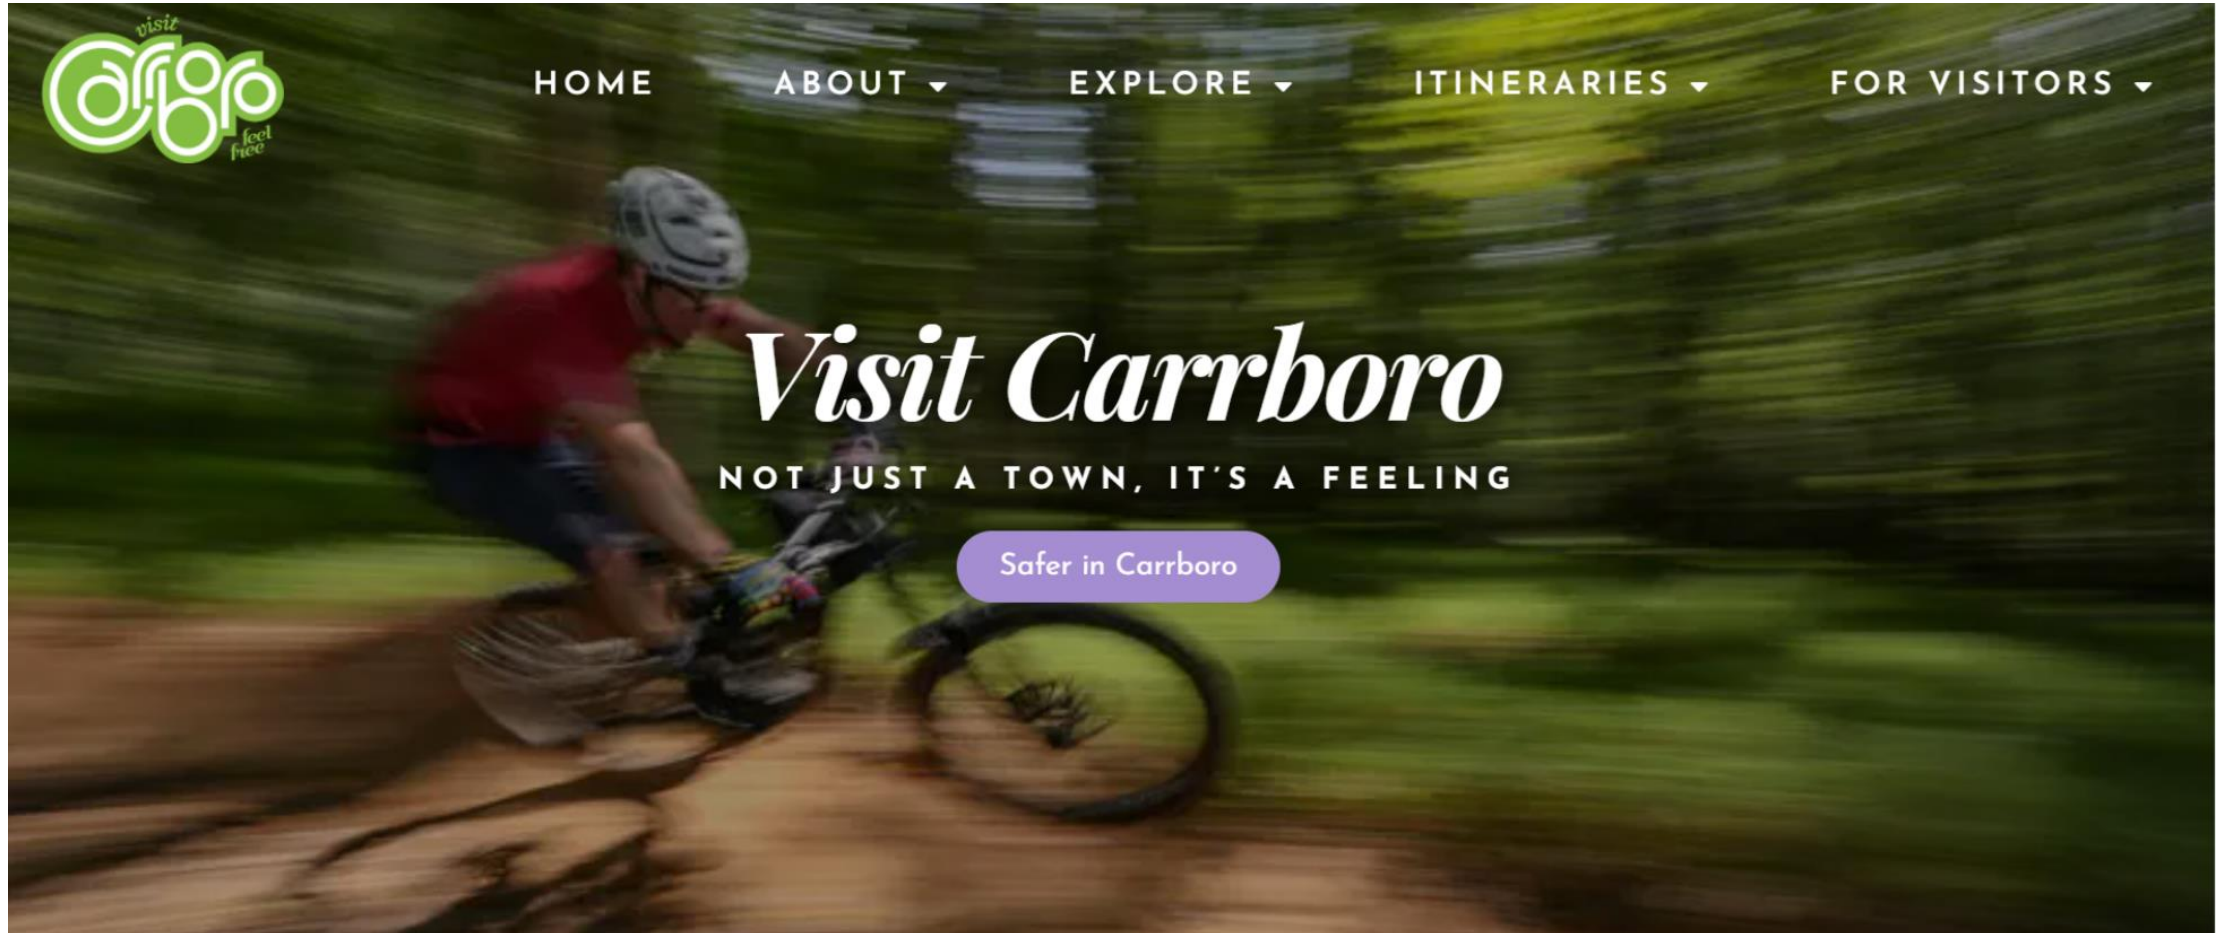 visit
Carrboro
feel
free
HOME
ABOUT
EXPLORE
ITINERARIES
FOR VISITORS
Visit Carrboro
NOT JUST A TOWN, IT'S A FEELING
Safer in Carrboro